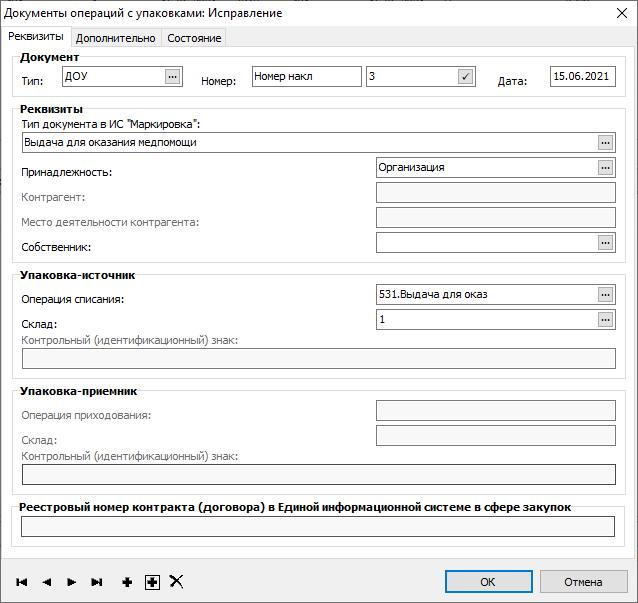 Документы операций с упаковками: Исправление
Реквизиты Дополнительно Состояние
Документ
Тип: ДОУ ... Номер: Номер накл 3 Дата: 15.06.2021
Реквизиты
Тип документа в ИС "Маркировка":
Выдача для оказания медпомощи ...
Принадлежность: Организация ...
Контрагент:
Место деятельности контрагента:
Собственник: ...
Упаковка-источник
Операция списания: 531.Выдача для оказ ...
Склад: 1 ...
Контрольный (идентификационный) знак:
Упаковка-приемник
Операция приходования:
Склад:
Контрольный (идентификационный) знак:
Реестровый номер контракта (договора) в Единой информационной системе в сфере закупок
ОК Отмена